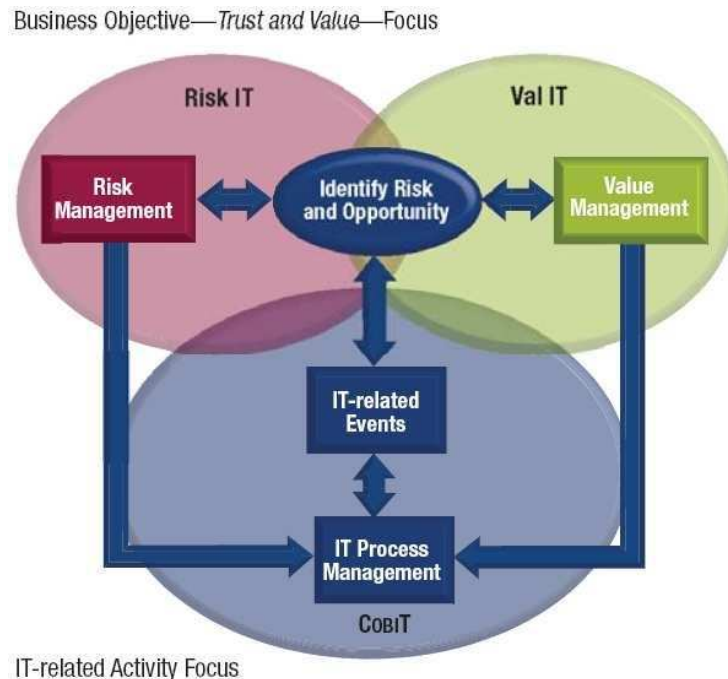 Business Objective—Trust and Value—Focus
Risk IT
Val IT
Risk
Management
Identify Risk
and Opportunity
Value
Management
IT-related
Events
IT Process
Management
COBIT
IT-related Activity Focus